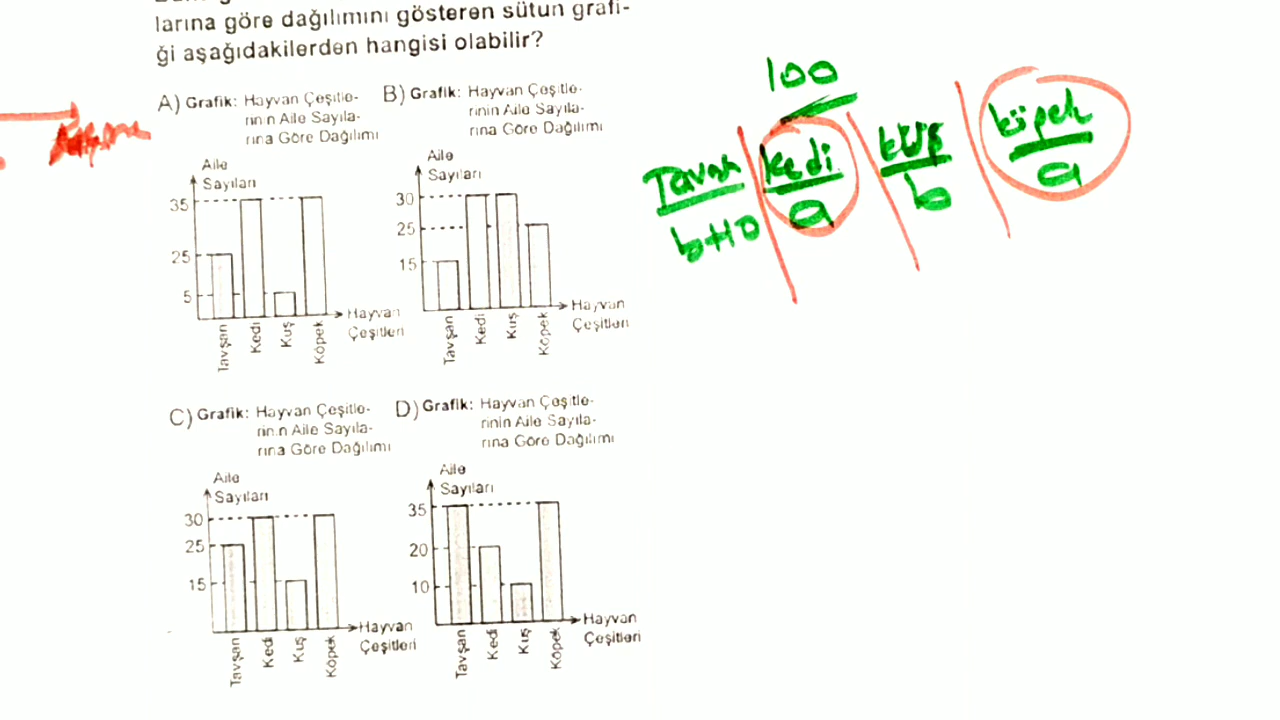 larına göre dağılımını gösteren sütun grafi-
ği aşağıdakilerden hangisi olabilir?
A) Grafik: Hayvan Çeşitle-
rinin Aile Sayıla-
rına Göre Dağılımı
Aile
Sayıları
35
25
5
Tavşan
Kedi
Kuş
Köpek
Hayvan
Çeşitleri
B) Grafik: Hayvan Çeşitle-
rinin Aile Sayıla-
rına Göre Dağılımı
Aile
Sayıları
30
25
15
Tavşan
Kedi
Kuş
Köpek
Hayvan
Çeşitleri
C) Grafik: Hayvan Çeşitle-
rinin Aile Sayıla-
rına Göre Dağılımı
Aile
Sayıları
30
25
15
Tavşan
Kedi
Kuş
Köpek
Hayvan
Çeşitleri
D) Grafik: Hayvan Çeşitle-
rinin Aile Sayıla-
rına Göre Dağılımı
Aile
Sayıları
35
20
10
Tavşan
Kedi
Kuş
Köpek
Hayvan
Çeşitleri
100
Tavşn kedi kuş köpek
b+10 a b a